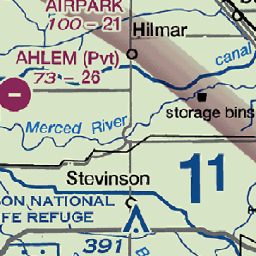 AIRPARK
100 - 21
Hilmar
canal
AHLEM (Pvt)
73 - 26
storage bins
Merced River
11
Stevinson
SON NATIONAL
FE REFUGE
391